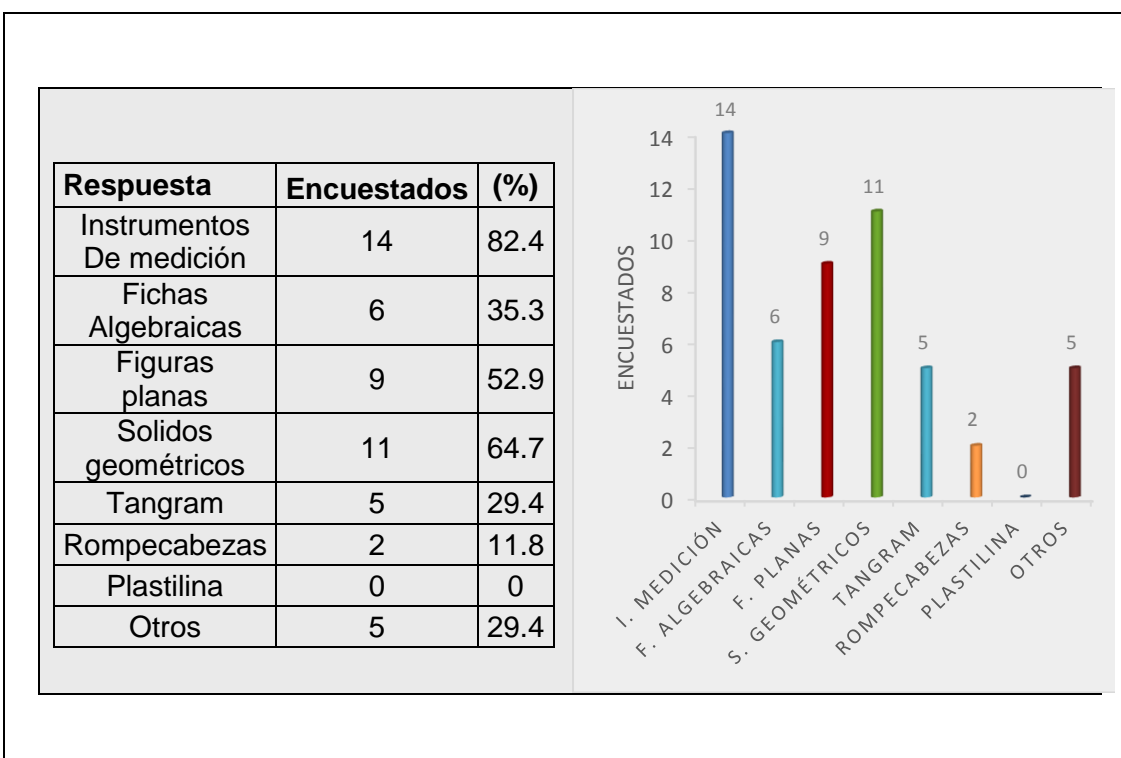 Respuesta Encuestados (%)
Instrumentos
De medición 14 82.4
Fichas
Algebraicas 6 35.3
Figuras
planas 9 52.9
Solidos
geométricos 11 64.7
Tangram 5 29.4
Rompecabezas 2 11.8
Plastilina 0 0
Otros 5 29.4
ENCUESTADOS
14
12
10
8
6
4
2
0
14
6
9
11
5
2
0
5
I. MEDICIÓN
F. ALGEBRAICAS
F. PLANAS
S. GEOMÉTRICOS
TANGRAM
ROMPECABEZAS
PLASTILINA
OTROS